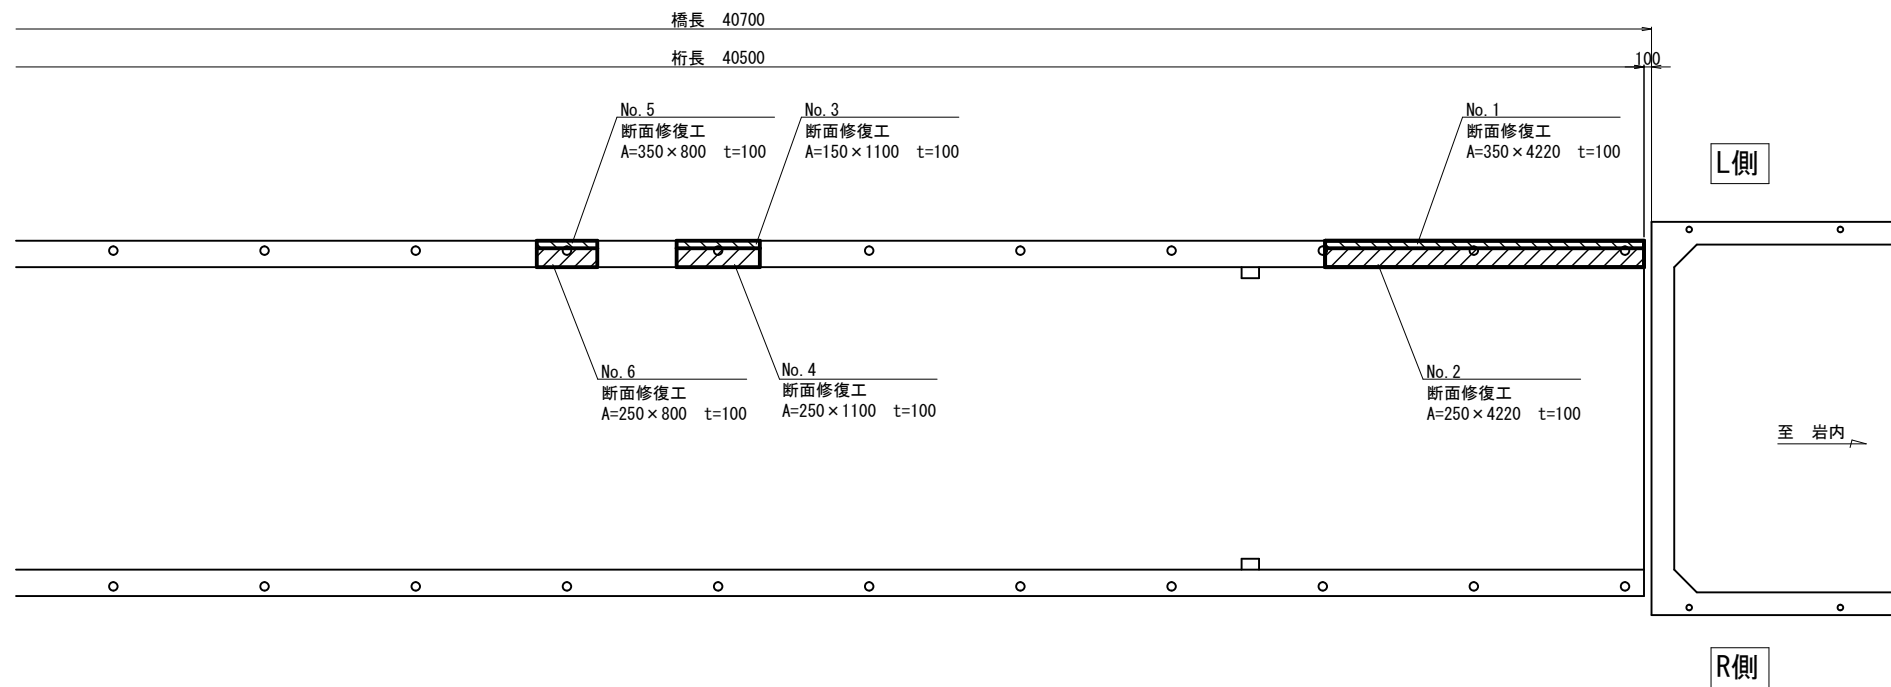 橋長 40700
桁長 40500
100
No.5
断面修復工
A=350×800 t=100
No.3
断面修復工
A=150×1100 t=100
No.1
断面修復工
A=350×4220 t=100
L側
No.6
断面修復工
A=250×800 t=100
No.4
断面修復工
A=250×1100 t=100
No.2
断面修復工
A=250×4220 t=100
至 岩内
R側